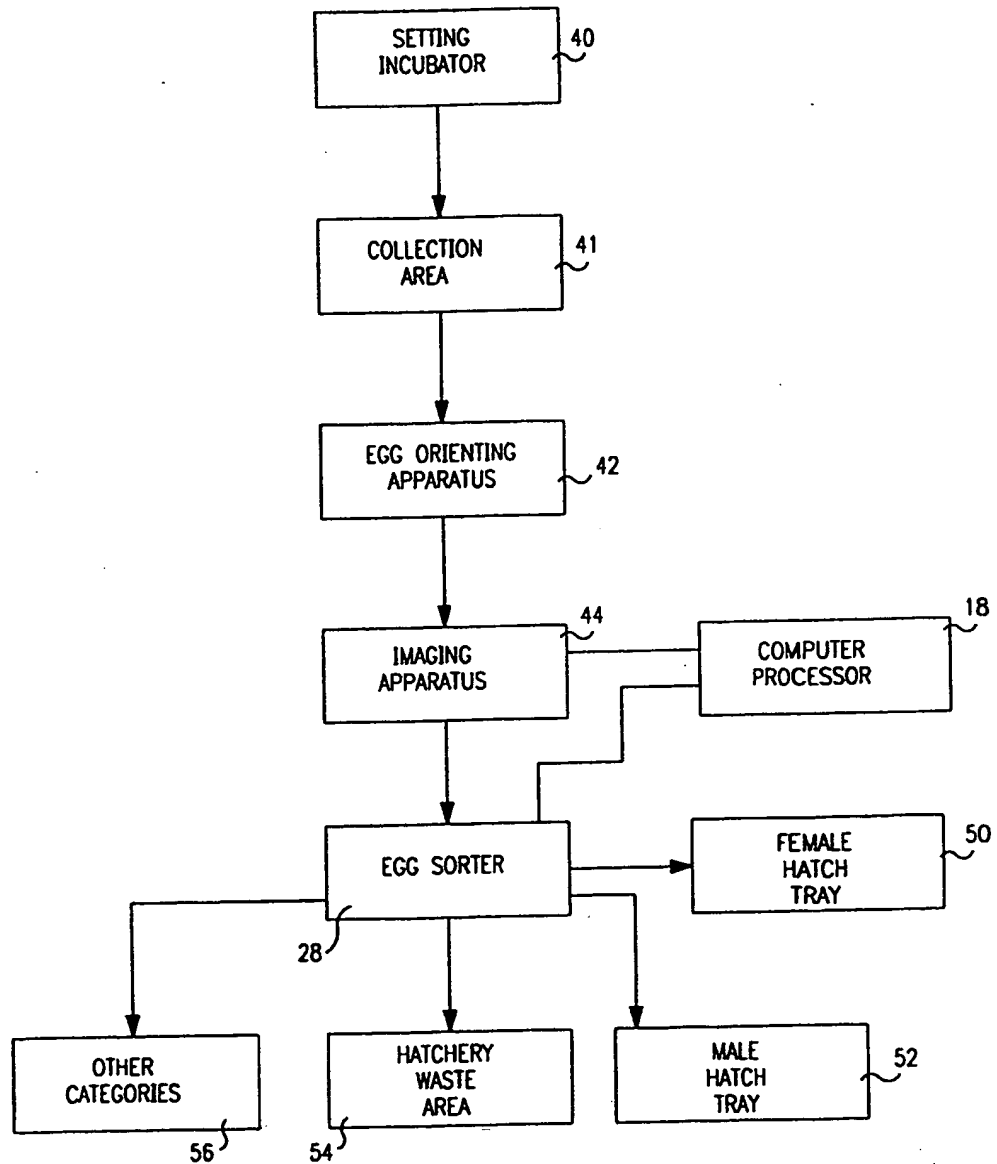 SETTING
INCUBATOR
40
COLLECTION
AREA
41
EGG ORIENTING
APPARATUS
42
IMAGING
APPARATUS
44
COMPUTER
PROCESSOR
18
EGG SORTER
28
FEMALE
HATCH
TRAY
50
OTHER
CATEGORIES
56
HATCHERY
WASTE
AREA
54
MALE
HATCH
TRAY
52